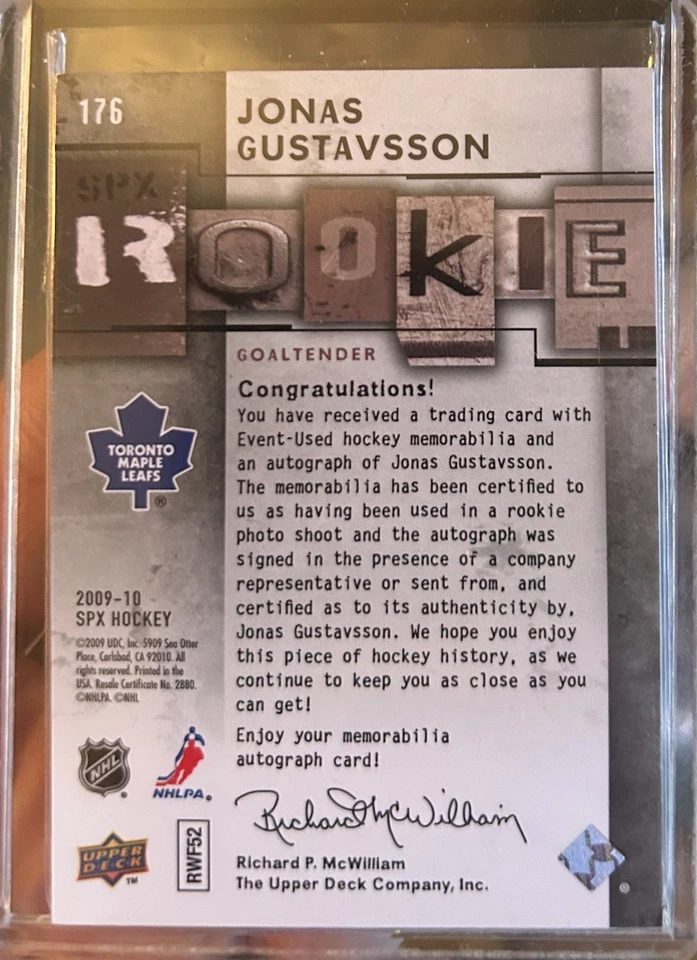 176
JONAS
GUSTAVSSON
SPX
ROOKIE
GOALTENDER
Congratulations!
You have received a trading card with
Event-Used hockey memorabilia and
an autograph of Jonas Gustavsson.
The memorabilia has been certified to
us as having been used in a rookie
photo shoot and the autograph was
signed in the presence of a company
representative or sent from, and
certified as to its authenticity by,
Jonas Gustavsson. We hope you enjoy
this piece of hockey history, as we
continue to keep you as close as you
can get!
Enjoy your memorabilia
autograph card!
Richard McWilliam
Richard P. McWilliam
The Upper Deck Company, Inc.
TORONTO
MAPLE
LEAFS
®
2009-10
SPX HOCKEY
©2009 UDC, Inc. 5909 Sea Otter
Place, Carlsbad, CA 92010. All
rights reserved. Printed in the
USA. Resale Certificate No. 2880.
©NHLPA. ©NHL
NHL
®
NHLPA®
UPPER
DECK
™
RWF52
®